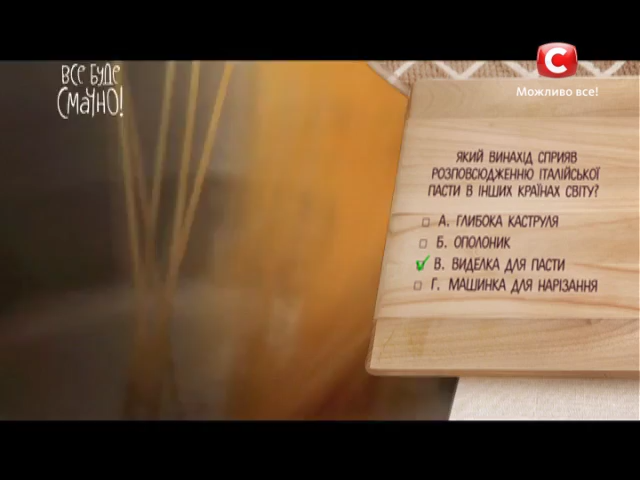 ВСЕ БУДЕ
СМАЧНО!
С
Можливо все!
ЯКИЙ ВИНАХІД СПРИЯВ
РОЗПОВСЮДЖЕННЮ ІТАЛІЙСЬКОЇ
ПАСТИ В ІНШИХ КРАЇНАХ СВІТУ?
А. ГЛИБОКА КАСТРУЛЯ
Б. ОПОЛОНИК
В. ВИДЕЛКА ДЛЯ ПАСТИ
Г. МАШИНКА ДЛЯ НАРІЗАННЯ